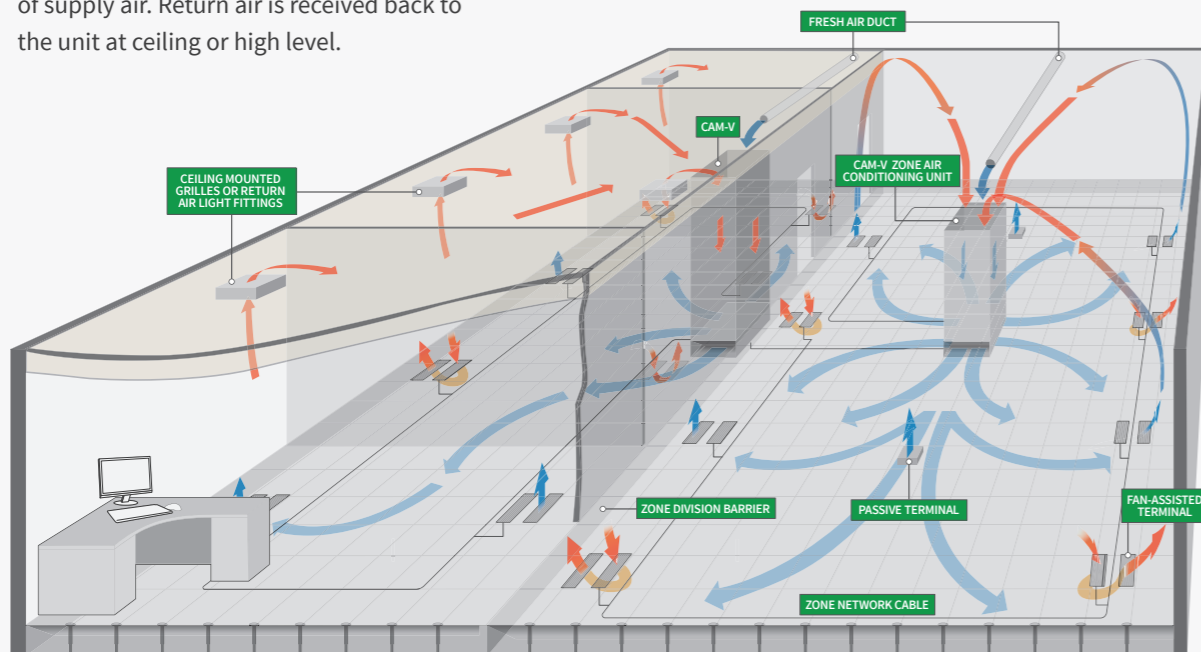 of supply air. Return air is received back to
the unit at ceiling or high level.
FRESH AIR DUCT
CAM-V
CAM-V ZONE AIR
CONDITIONING UNIT
CEILING MOUNTED
GRILLES OR RETURN
AIR LIGHT FITTINGS
ZONE DIVISION BARRIER
PASSIVE TERMINAL
FAN-ASSISTED
TERMINAL
ZONE NETWORK CABLE